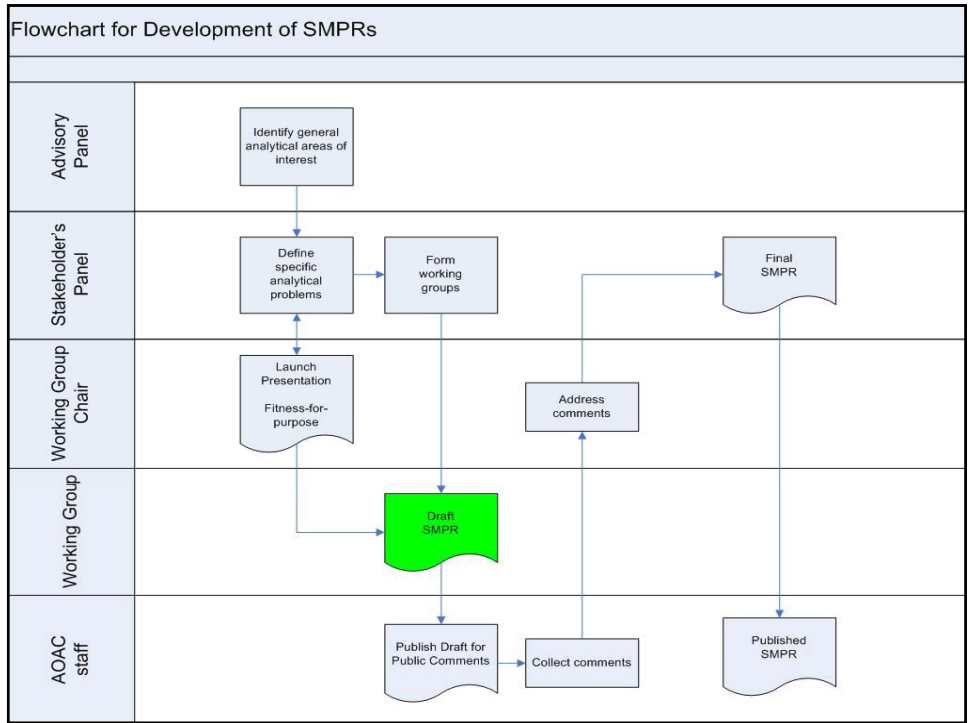 Flowchart for Development of SMPRs
Advisory
Panel
Identify general
analytical areas of
interest
Stakeholder's
Panel
Define
specific
analytical
problems
Form
working
groups
Final
SMPR
Working Group
Chair
Launch
Presentation
Fitness-for-
purpose
Address
comments
Working Group
Draft
SMPR
AOAC
staff
Publish Draft for
Public Comments
Collect comments
Published
SMPR